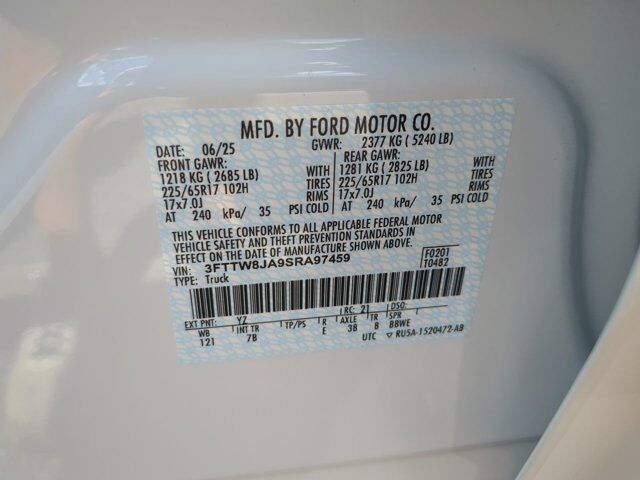 MFD. BY FORD MOTOR CO.
DATE: 06/25 GVWR: 2377 KG ( 5240 LB)
FRONT GAWR: REAR GAWR:
1218 KG ( 2685 LB) WITH 1281 KG ( 2825 LB) WITH
225/65R17 102H TIRES 225/65R17 102H TIRES
17x7.0J RIMS 17x7.0J RIMS
AT 240 kPa/ 35 PSI COLD AT 240 kPa/ 35 PSI COLD
THIS VEHICLE CONFORMS TO ALL APPLICABLE FEDERAL MOTOR
VEHICLE SAFETY AND THEFT PREVENTION STANDARDS IN
EFFECT ON THE DATE OF MANUFACTURE SHOWN ABOVE.
VIN: 3FTTW8JA9SRA97459 F0201
TYPE: Truck T0482
EXT PNT: YZ RC: 21 DSO:
WB INT TR TP/PS R AXLE TR SPR
121 7B E 38 8 BBWE
UTC ▽ RU5A-1520472-AB